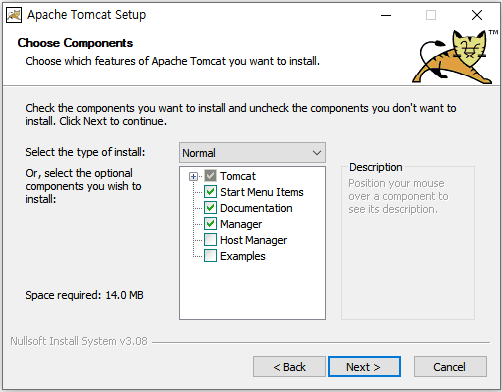 Apache Tomcat Setup
Choose Components
Choose which features of Apache Tomcat you want to install.
TM
Check the components you want to install and uncheck the components you don't want to
install. Click Next to continue.
Select the type of install:
Normal
Or, select the optional
components you wish to
install:
Tomcat
Start Menu Items
Documentation
Manager
Host Manager
Examples
Description
Position your mouse
over a component to
see its description.
Space required: 14.0 MB
Nullsoft Install System v3.08
< Back
Next >
Cancel